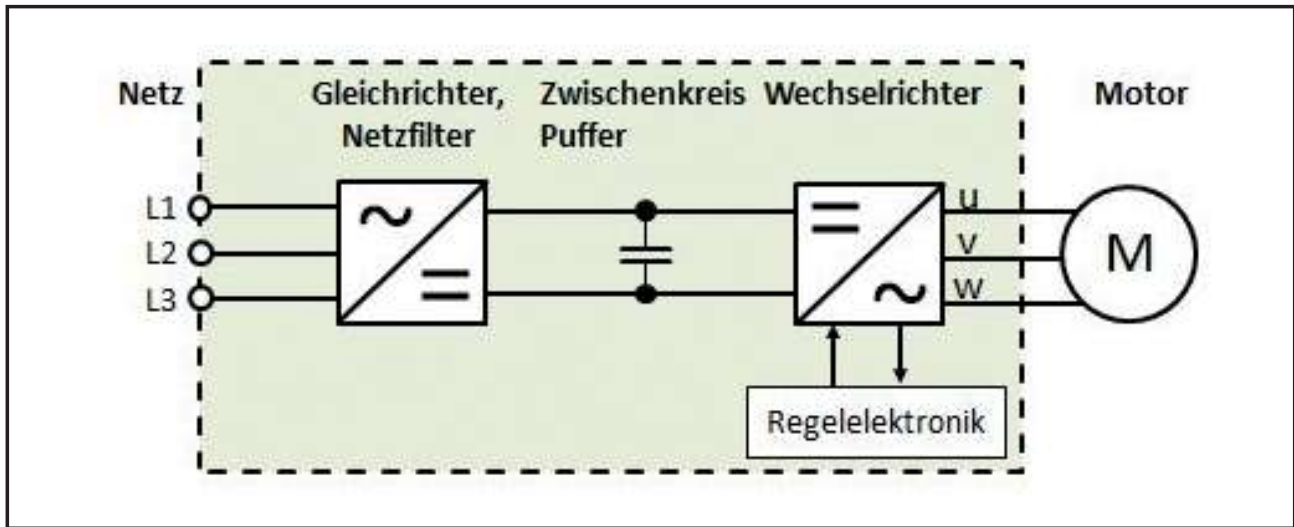 Netz
Gleichrichter,
Netzfilter
Zwischenkreis
Puffer
Wechselrichter
Motor
L1
L2
L3
u
v
w
M
Regelelektronik